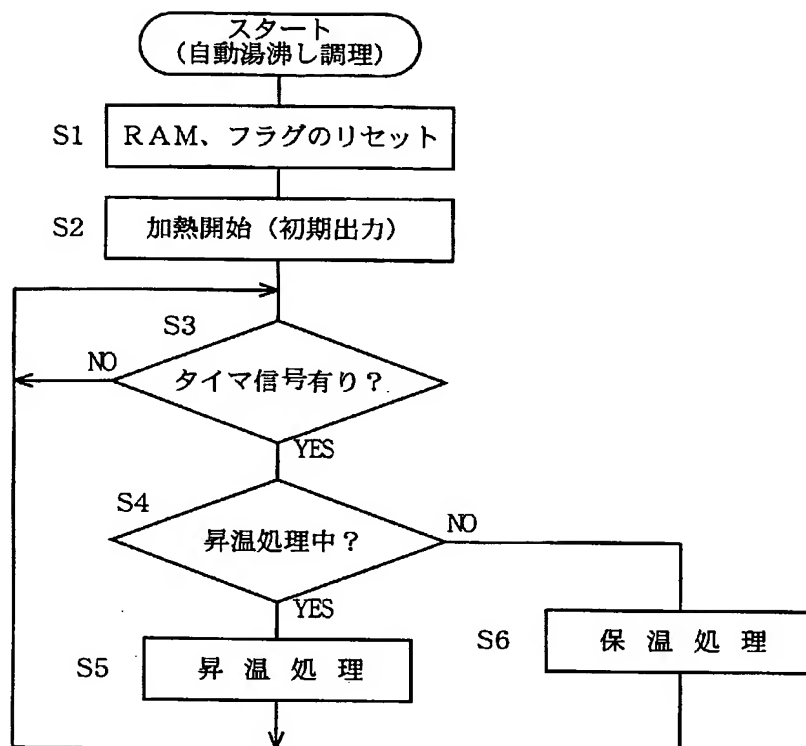 スタート
(自動湯沸し調理)
S1
RAM、フラグのリセット
S2
加熱開始(初期出力)
S3
NO
タイマ信号有り?
YES
S4
NO
昇温処理中?
YES
S5
昇 温 処 理
S6
保 温 処 理